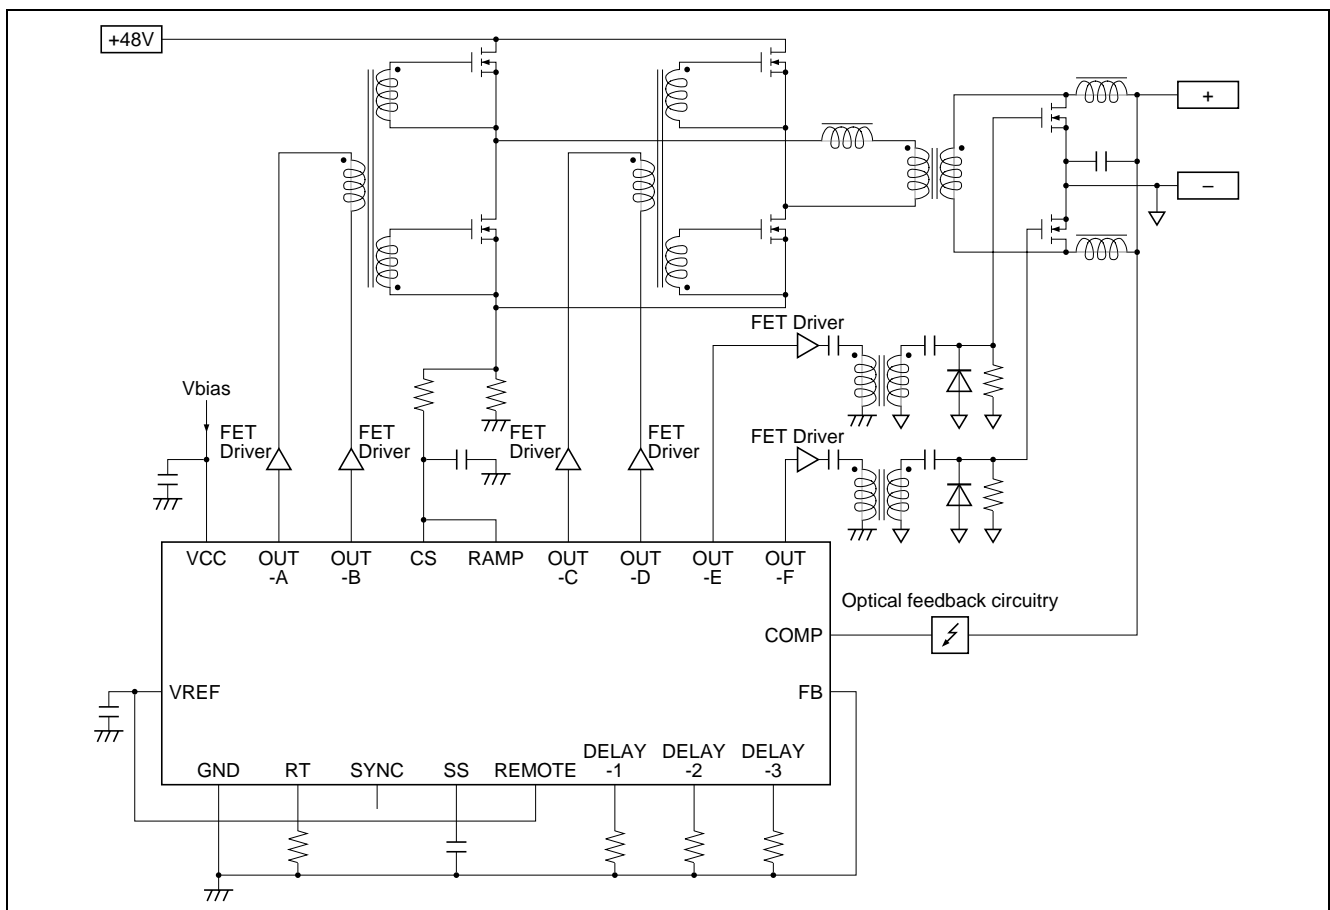 +48V
+
−
FET Driver
Vbias
FET
Driver
FET
Driver
FET
Driver
FET
Driver
FET Driver
VCC
OUT
-A
OUT
-B
CS
RAMP
OUT
-C
OUT
-D
OUT
-E
OUT
-F
Optical feedback circuitry
COMP
VREF
FB
GND
RT
SYNC
SS
REMOTE
DELAY
-1
DELAY
-2
DELAY
-3